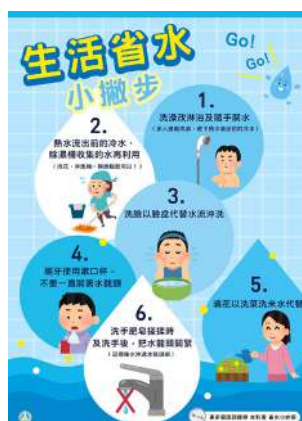 生活省水
小撇步
Go!
Go!
1.
洗澡改淋浴及隨手關水
2.
熱水流出前的冷水、
除濕機收集的水再利用
3.
洗臉以臉盆代替水流沖洗
4.
刷牙使用漱口杯，
不要一直開著水龍頭
5.
澆花以洗菜洗米水代替
6.
洗手肥皂搓揉時
及洗手後，把水龍頭關緊